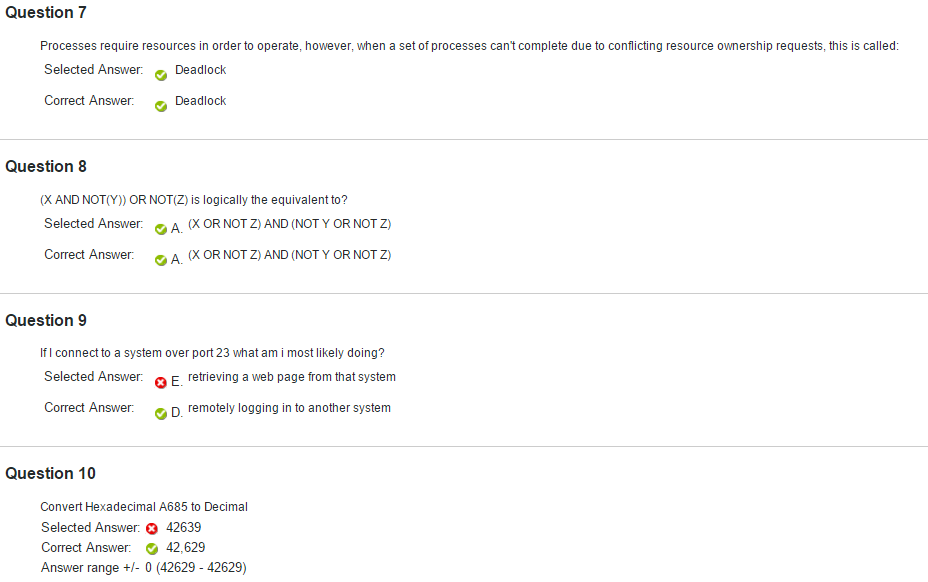 Question 7
Processes require resources in order to operate, however, when a set of processes can't complete due to conflicting resource ownership requests, this is called:
Selected Answer: Deadlock
Correct Answer: Deadlock
Question 8
(X AND NOT(Y)) OR NOT(Z) is logically the equivalent to?
Selected Answer: A. (X OR NOT Z) AND (NOT Y OR NOT Z)
Correct Answer: A. (X OR NOT Z) AND (NOT Y OR NOT Z)
Question 9
If I connect to a system over port 23 what am i most likely doing?
Selected Answer: E. retrieving a web page from that system
Correct Answer: D. remotely logging in to another system
Question 10
Convert Hexadecimal A685 to Decimal
Selected Answer: 42639
Correct Answer: 42,629
Answer range +/- 0 (42629 - 42629)